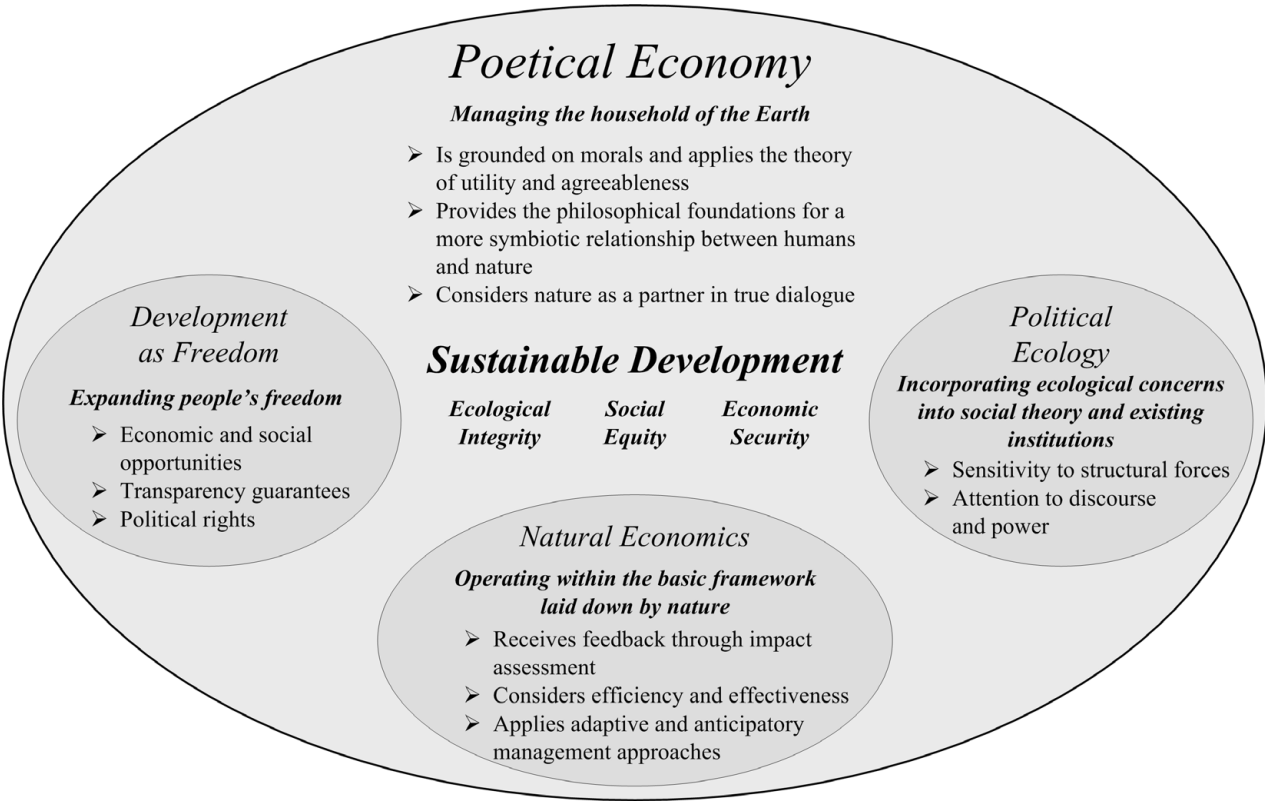 Poetical Economy
Managing the household of the Earth
➢ Is grounded on morals and applies the theory
of utility and agreeableness
➢ Provides the philosophical foundations for a
more symbiotic relationship between humans
and nature
➢ Considers nature as a partner in true dialogue
Development
as Freedom
Expanding people’s freedom
➢ Economic and social
opportunities
➢ Transparency guarantees
➢ Political rights
Sustainable Development
Ecological
Integrity
Social
Equity
Economic
Security
Political
Ecology
Incorporating ecological concerns
into social theory and existing
institutions
➢ Sensitivity to structural forces
➢ Attention to discourse
and power
Natural Economics
Operating within the basic framework
laid down by nature
➢ Receives feedback through impact
assessment
➢ Considers efficiency and effectiveness
➢ Applies adaptive and anticipatory
management approaches